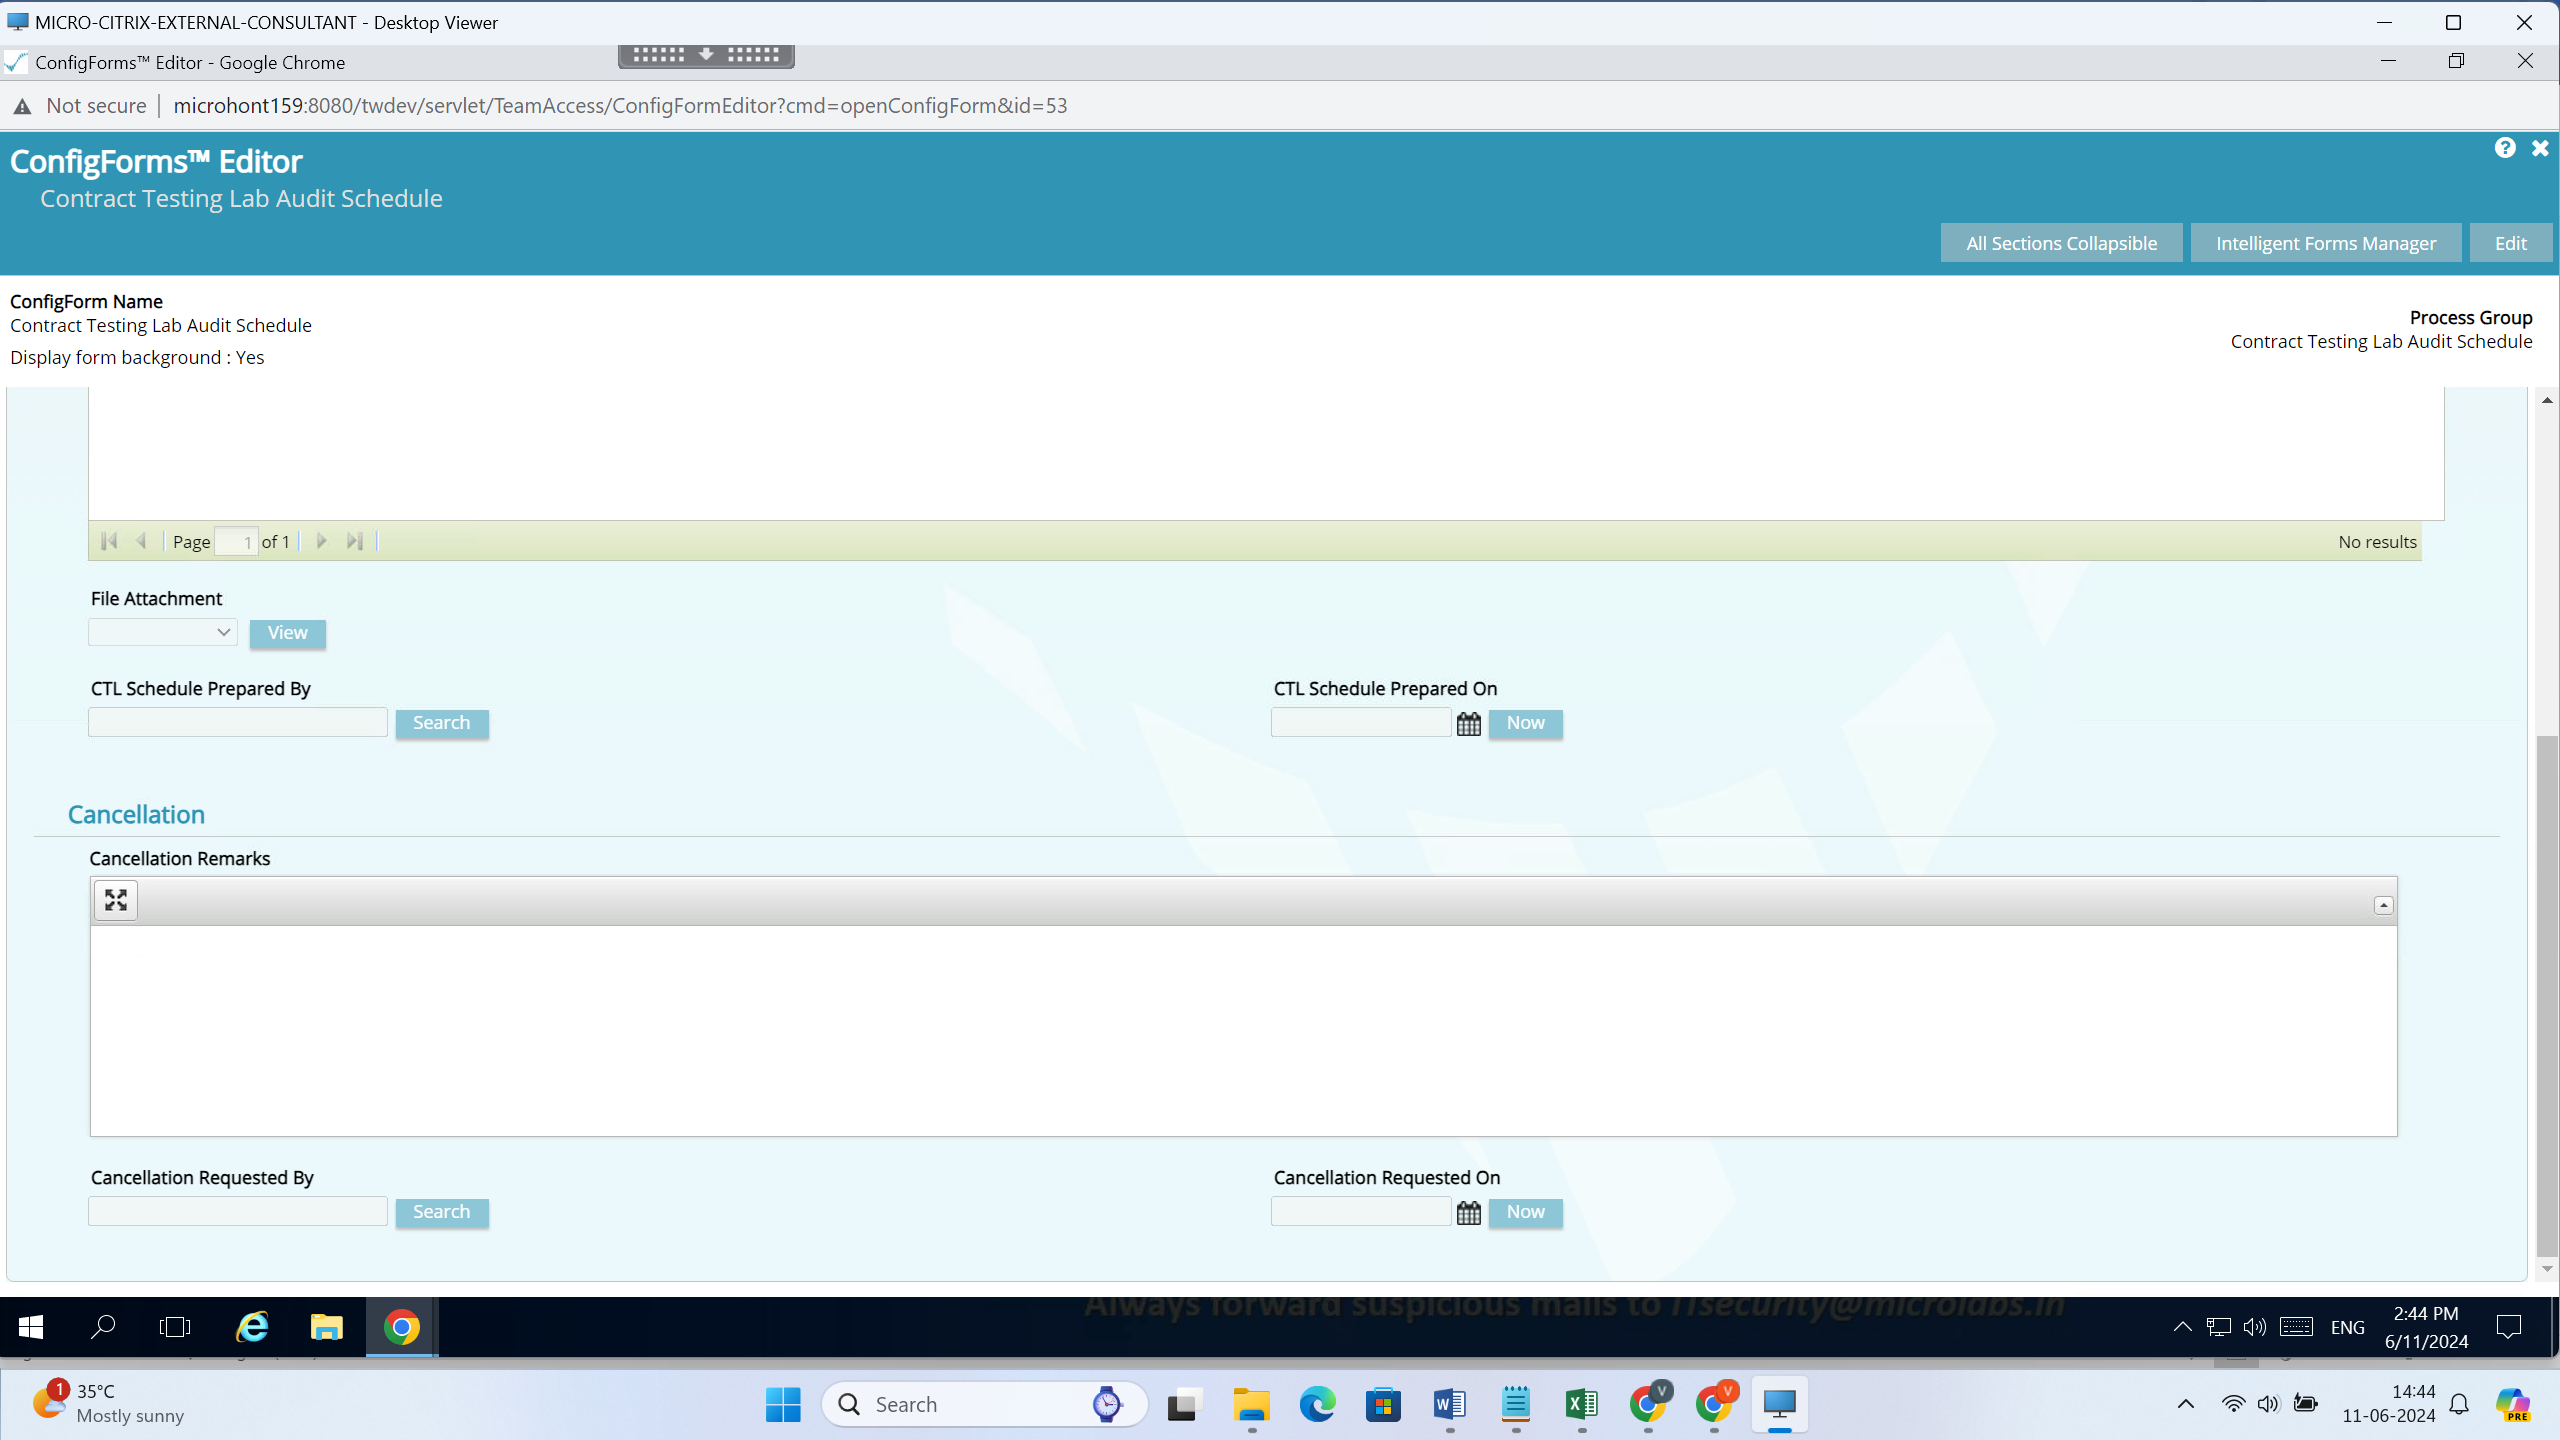 MICRO-CITRIX-EXTERNAL-CONSULTANT - Desktop Viewer
ConfigForms™ Editor - Google Chrome
Not secure | microhont159:8080/twdev/servlet/TeamAccess/ConfigFormEditor?cmd=openConfigForm&id=53
ConfigForms™ Editor
Contract Testing Lab Audit Schedule
All Sections Collapsible Intelligent Forms Manager Edit
ConfigForm Name
Contract Testing Lab Audit Schedule
Display form background : Yes
Process Group
Contract Testing Lab Audit Schedule
Page 1 of 1 No results
File Attachment
View
CTL Schedule Prepared By CTL Schedule Prepared On
Search Now
Cancellation
Cancellation Remarks
Cancellation Requested By Cancellation Requested On
Search Now
Always forward suspicious mails to ITsecurity@microlabs.in
ENG
2:44 PM
6/11/2024
1
35°C
Mostly sunny
Search
V
V
14:44
11-06-2024
PRE